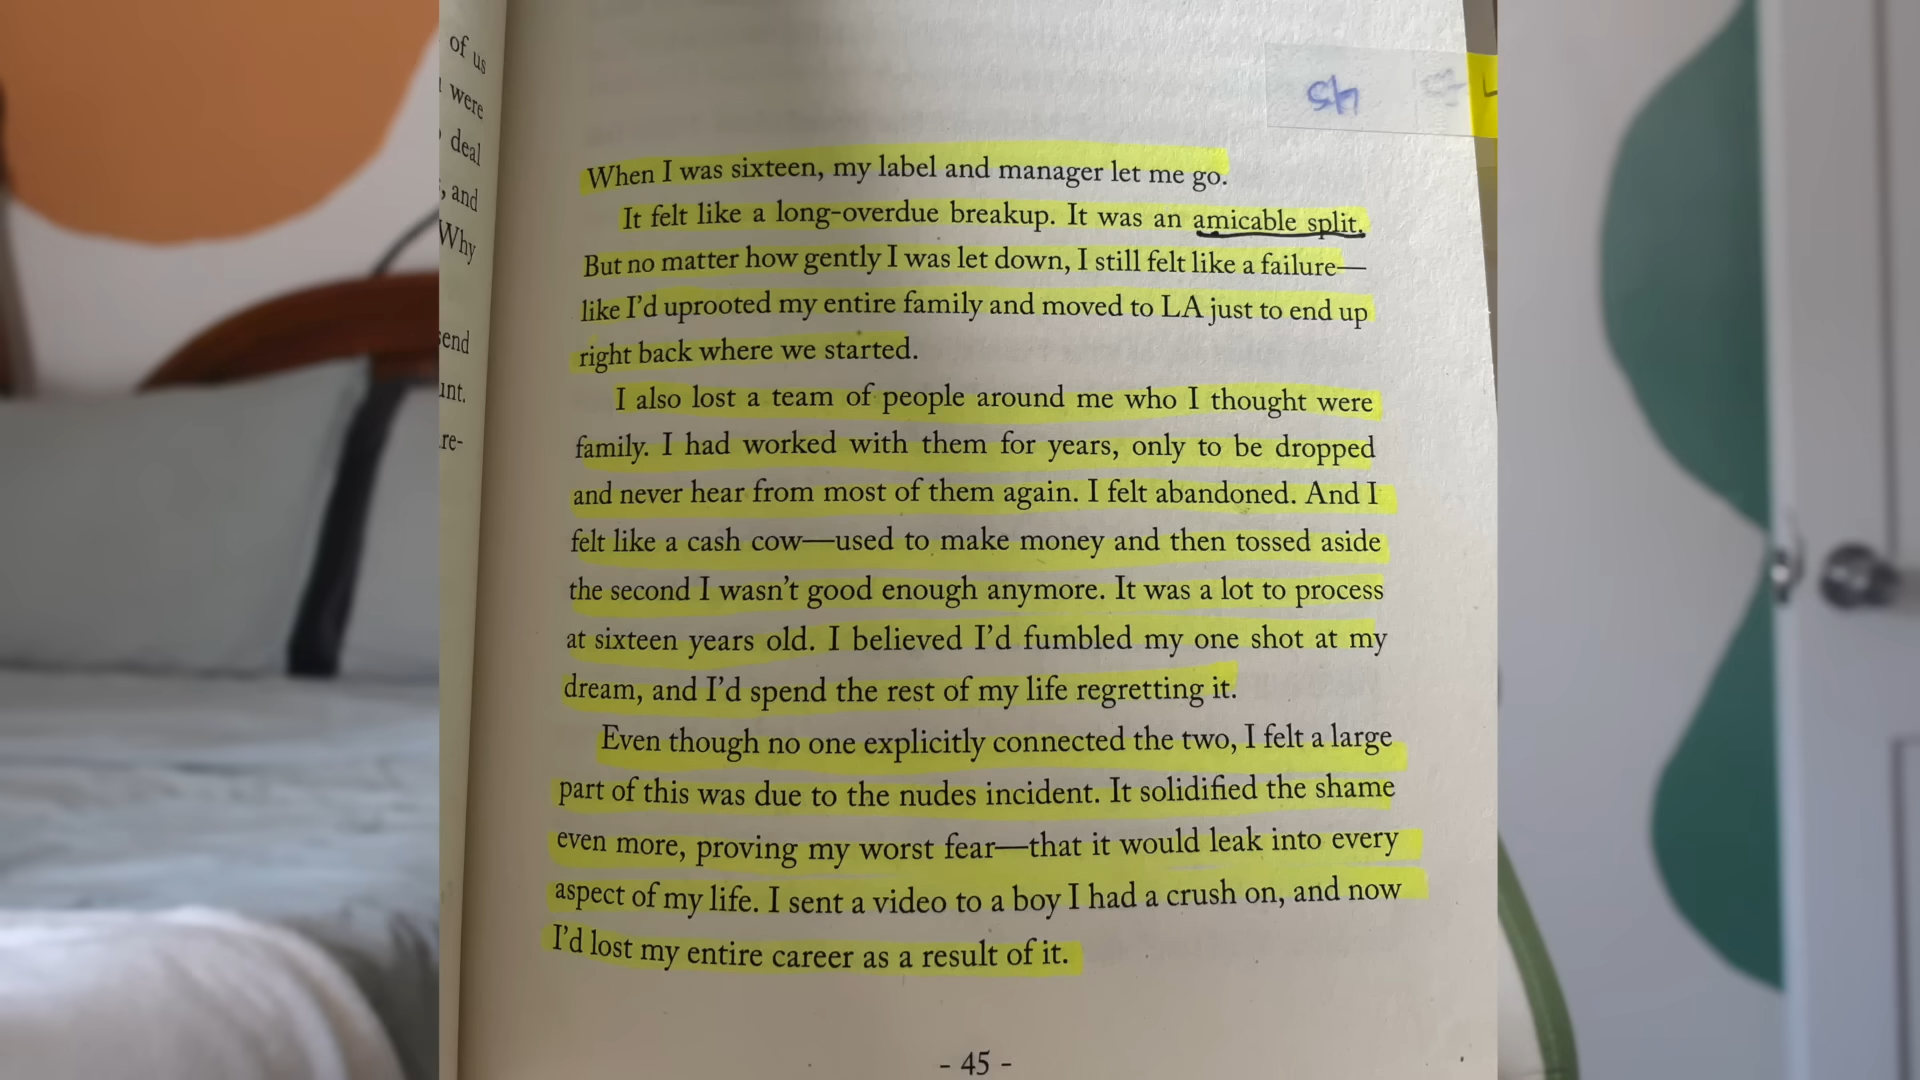 of us
were
deal
, and
Why
send
unt.
re-
45
When I was sixteen, my label and manager let me go.
It felt like a long-overdue breakup. It was an amicable split.
But no matter how gently I was let down, I still felt like a failure—
like I'd uprooted my entire family and moved to LA just to end up
right back where we started.
I also lost a team of people around me who I thought were
family. I had worked with them for years, only to be dropped
and never hear from most of them again. I felt abandoned. And I
felt like a cash cow—used to make money and then tossed aside
the second I wasn't good enough anymore. It was a lot to process
at sixteen years old. I believed I'd fumbled my one shot at my
dream, and I'd spend the rest of my life regretting it.
Even though no one explicitly connected the two, I felt a large
part of this was due to the nudes incident. It solidified the shame
even more, proving my worst fear—that it would leak into every
aspect of my life. I sent a video to a boy I had a crush on, and now
I'd lost my entire career as a result of it.
- 45 -